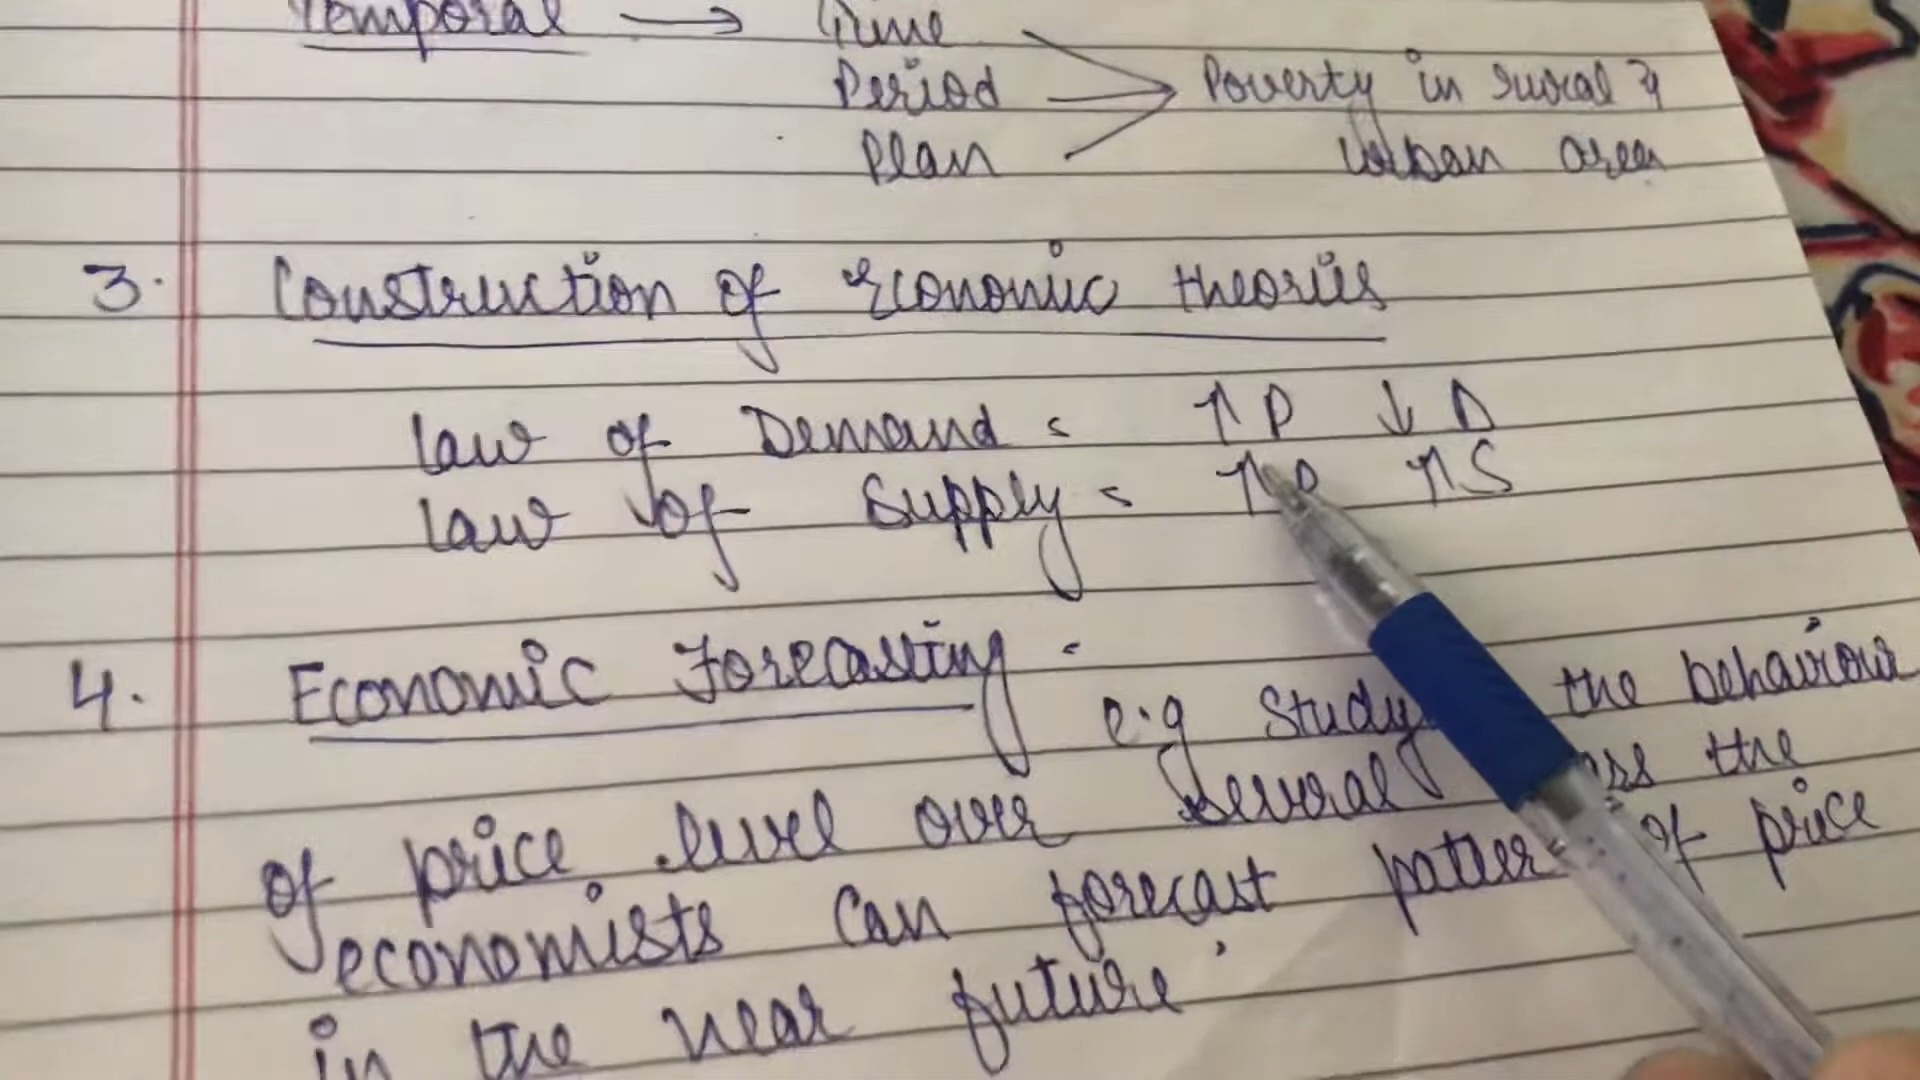 Temporal → Time
Period → Poverty in rural &
Plan urban area
3. Construction of Economic theories
Law of Demand = ↑ P ↓ D
Law of Supply = ↑ P ↑ S
4. Economic Forecasting =
e.g Study the behaviour
of price level over several the
economists can forecast of price
in the near future